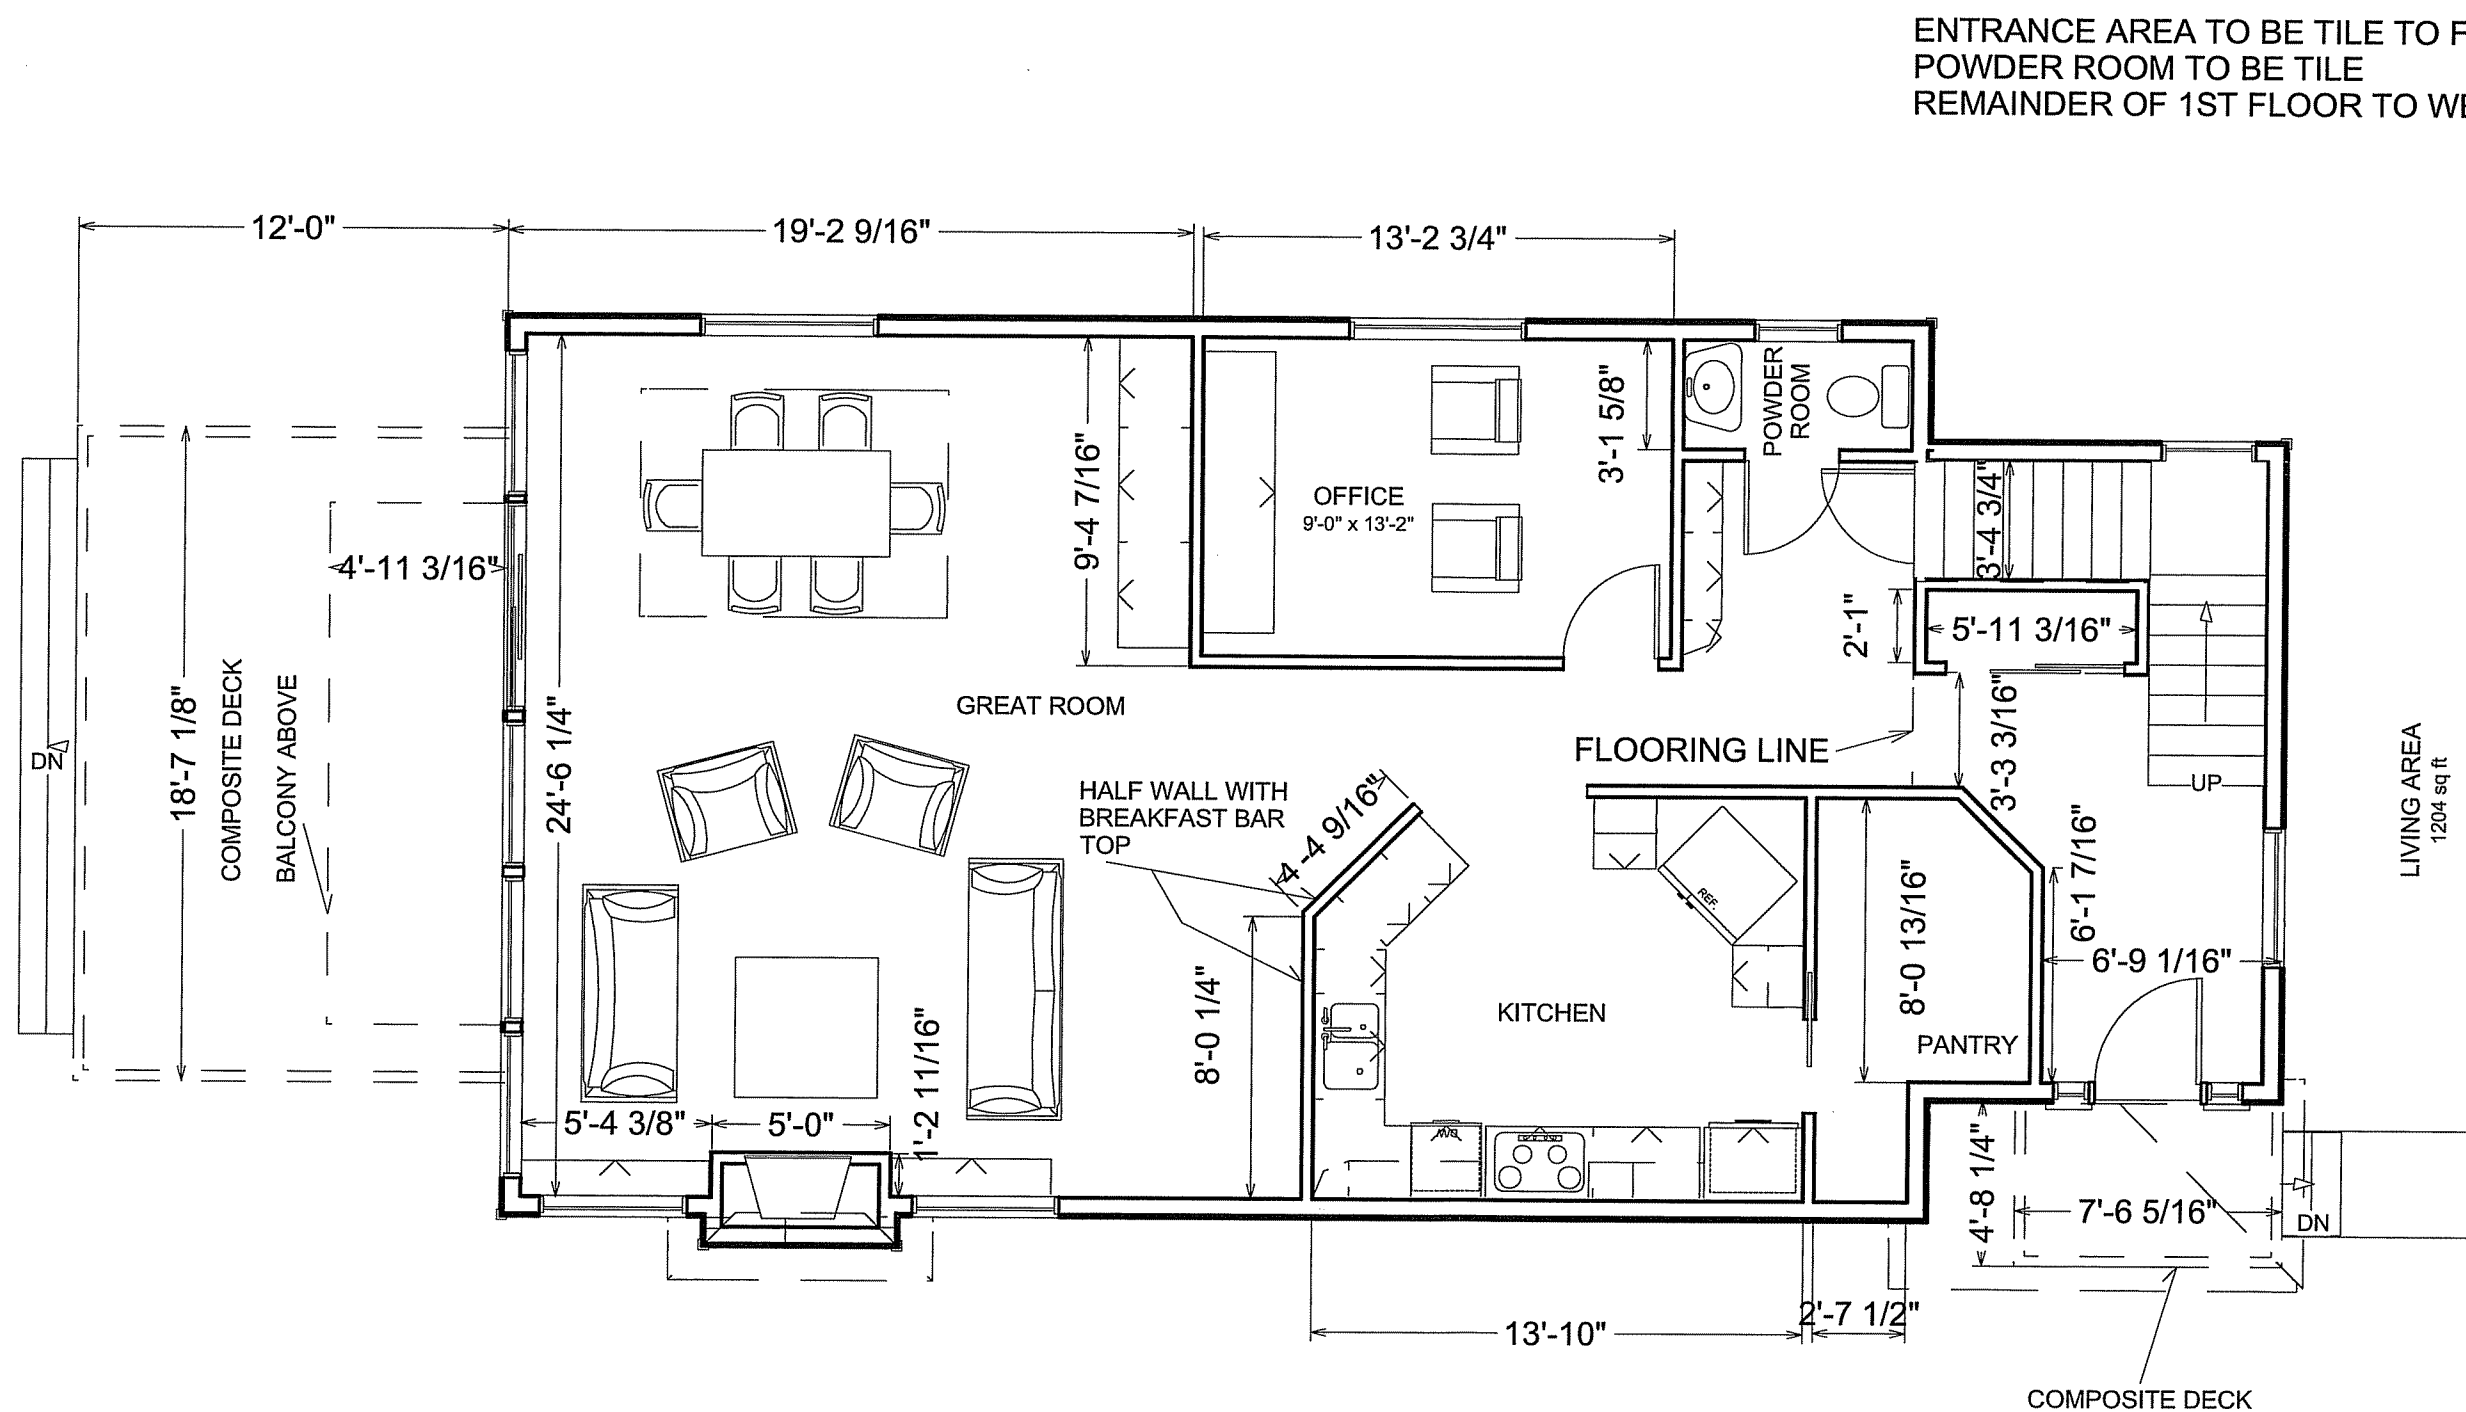 ENTRANCE AREA TO BE TILE TO F
POWDER ROOM TO BE TILE
REMAINDER OF 1ST FLOOR TO WE
12'-0"
19'-2 9/16"
13'-2 3/4"
POWDER
ROOM
3'-1 5/8"
9'-4 7/16"
OFFICE
9'-0" x 13'-2"
3'-4 3/4"
4'-11 3/16"
2'-1"
5'-11 3/16"
18'-7 1/8"
COMPOSITE DECK
BALCONY ABOVE
DN
24'-6 1/4"
GREAT ROOM
FLOORING LINE
3'-3 3/16"
UP
LIVING AREA
1204 sq ft
HALF WALL WITH
BREAKFAST BAR
TOP
4'-4 9/16"
REF.
8'-0 13/16"
6'-1 7/16"
6'-9 1/16"
8'-0 1/4"
KITCHEN
PANTRY
1'-2 11/16"
5'-4 3/8"
5'-0"
4'-8 1/4"
7'-6 5/16"
DN
2'-7 1/2"
13'-10"
COMPOSITE DECK